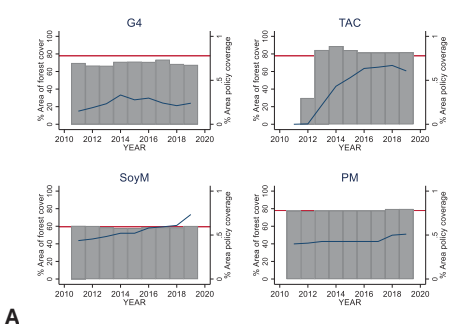 G4
% Area of forest cover
0 20 40 60 80 100
% Area policy coverage
0 .5 1
2010 2012 2014 2016 2018 2020
YEAR
TAC
% Area of forest cover
0 20 40 60 80 100
% Area policy coverage
0 .5 1
2010 2012 2014 2016 2018 2020
YEAR
SoyM
% Area of forest cover
0 20 40 60 80 100
% Area policy coverage
0 .5 1
2010 2012 2014 2016 2018 2020
YEAR
PM
% Area of forest cover
0 20 40 60 80 100
% Area policy coverage
0 .5 1
2010 2012 2014 2016 2018 2020
YEAR
A